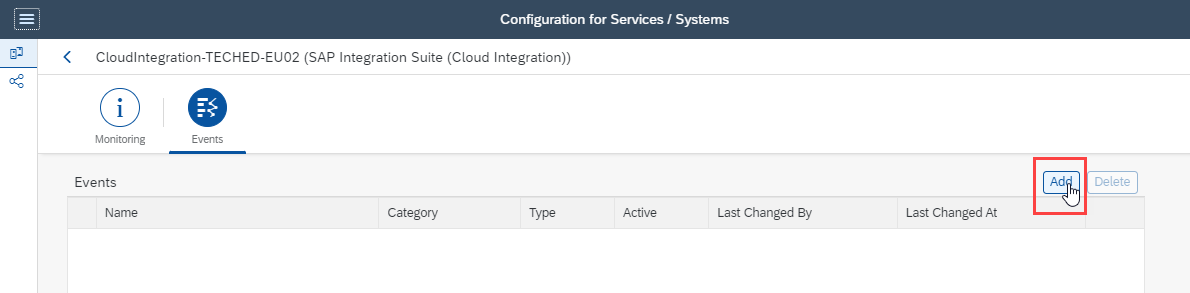 Configuration for Services / Systems
CloudIntegration-TECHED-EU02 (SAP Integration Suite (Cloud Integration))
Monitoring Events
Events Add Delete
Name Category Type Active Last Changed By Last Changed At